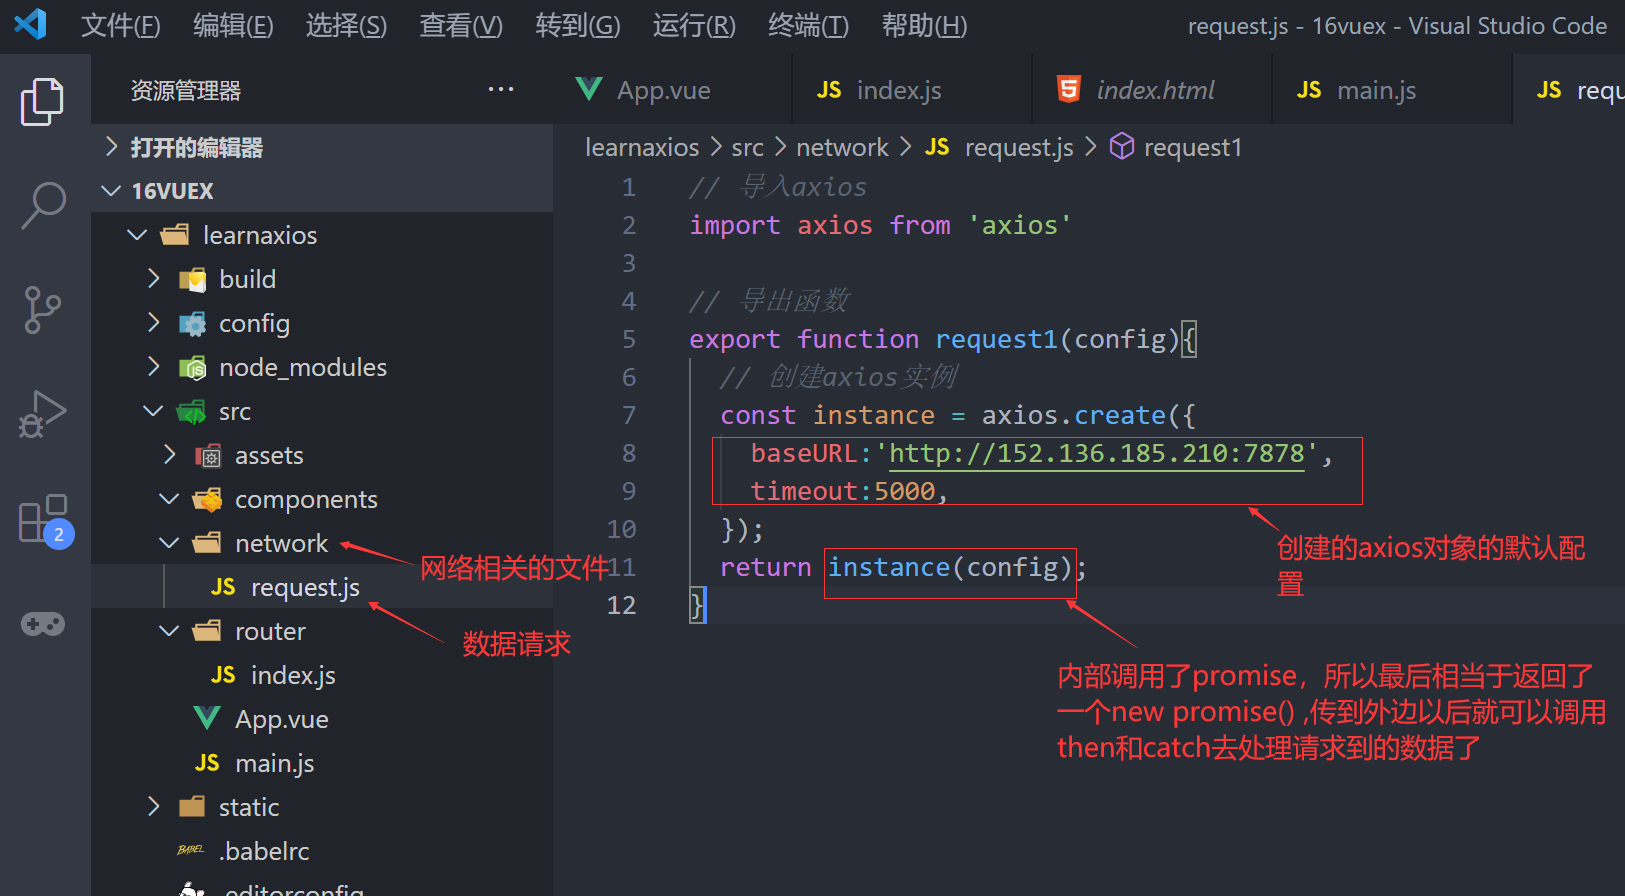 文件(F) 编辑(E) 选择(S) 查看(V) 转到(G) 运行(R) 终端(T) 帮助(H) request.js - 16vuex - Visual Studio Code
资源管理器 ···
App.vue JS index.js 5 index.html JS main.js JS requ
打开的编辑器
16VUEX
learnaxios
build
config
node_modules
src
assets
components
network
JS request.js
router
JS index.js
App.vue
JS main.js
static
BABEL .babelrc
.editorconfig
2
learnaxios > src > network > JS request.js > request1
1 // 导入axios
2 import axios from 'axios'
3
4 // 导出函数
5 export function request1(config){
6 // 创建axios实例
7 const instance = axios.create({
8 baseURL:'http://152.136.185.210:7878',
9 timeout:5000,
10 });
11 return instance(config);
12 }
网络相关的文件
数据请求
创建的axios对象的默认配
置
内部调用了promise，所以最后相当于返回了
一个new promise() ,传到外边以后就可以调用
then和catch去处理请求到的数据了